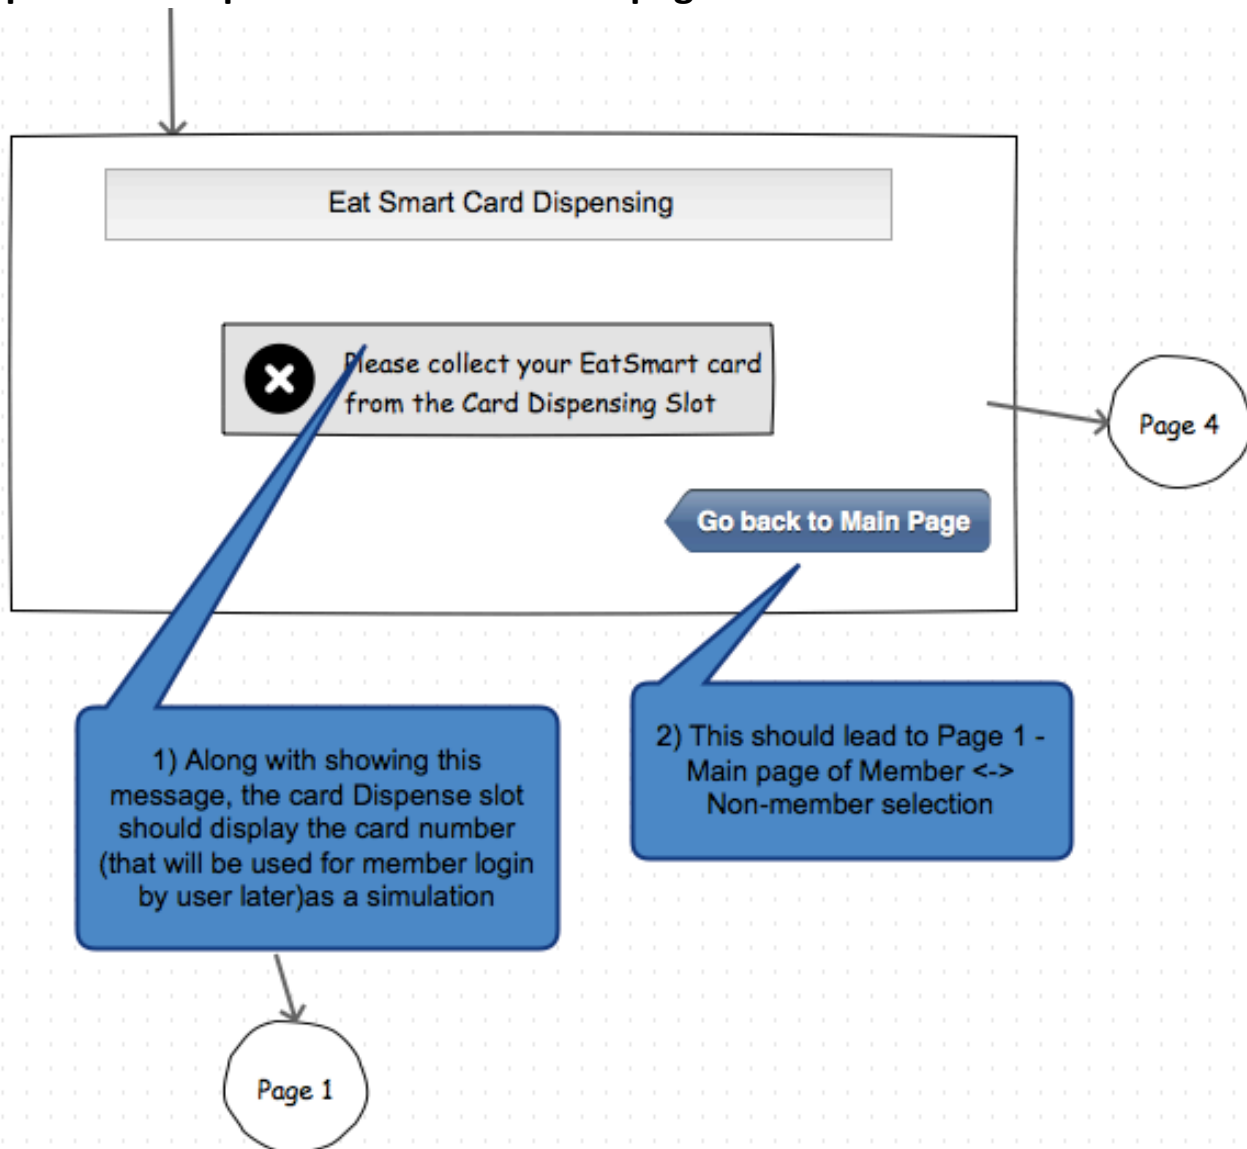 Eat Smart Card Dispensing
Please collect your EatSmart card
from the Card Dispensing Slot
Page 4
Go back to Main Page
1) Along with showing this
message, the card Dispense slot
should display the card number
(that will be used for member login
by user later)as a simulation
2) This should lead to Page 1 -
Main page of Member <->
Non-member selection
Page 1